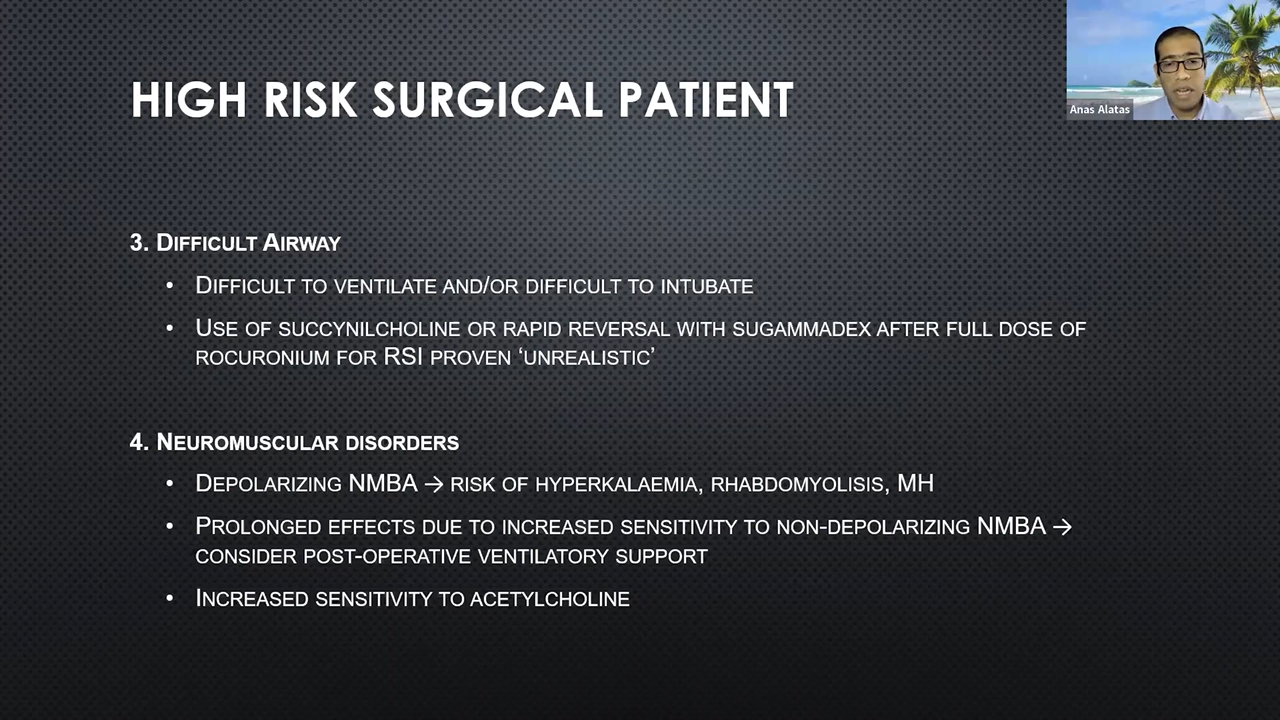 HIGH RISK SURGICAL PATIENT
Anas Alatas
3. DIFFICULT AIRWAY
• DIFFICULT TO VENTILATE AND/OR DIFFICULT TO INTUBATE
• USE OF SUCCYNILCHOLINE OR RAPID REVERSAL WITH SUGAMMADEX AFTER FULL DOSE OF
ROCURONIUM FOR RSI PROVEN ‘UNREALISTIC’
4. NEUROMUSCULAR DISORDERS
• DEPOLARIZING NMBA → RISK OF HYPERKALAEMIA, RHABDOMYOLISIS, MH
• PROLONGED EFFECTS DUE TO INCREASED SENSITIVITY TO NON-DEPOLARIZING NMBA →
CONSIDER POST-OPERATIVE VENTILATORY SUPPORT
• INCREASED SENSITIVITY TO ACETYLCHOLINE